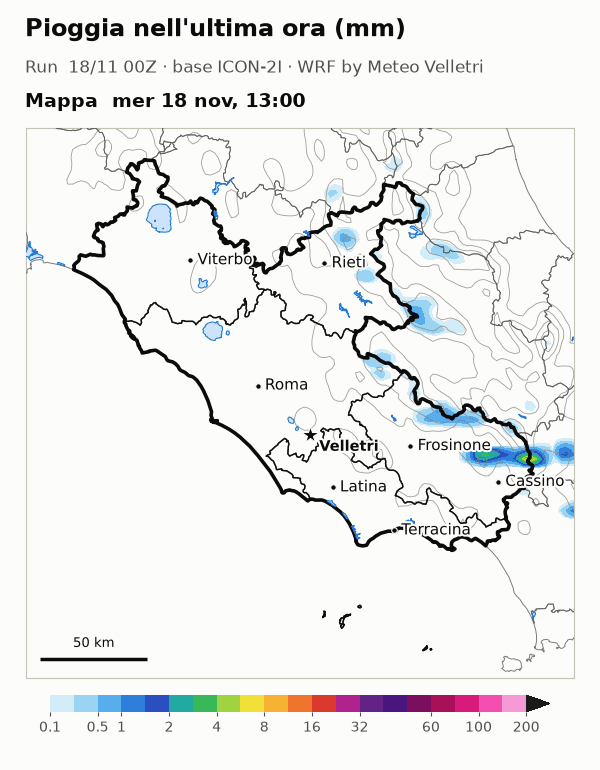 Pioggia nell'ultima ora (mm)
Run  18/11 00Z · base ICON-2I · WRF by Meteo Velletri
Mappa  mer 18 nov, 13:00
Viterbo
Rieti
Roma
Velletri
Frosinone
Cassino
Latina
Terracina
50 km
0.1 0.5 1 2 4 8 16 32 60 100 200